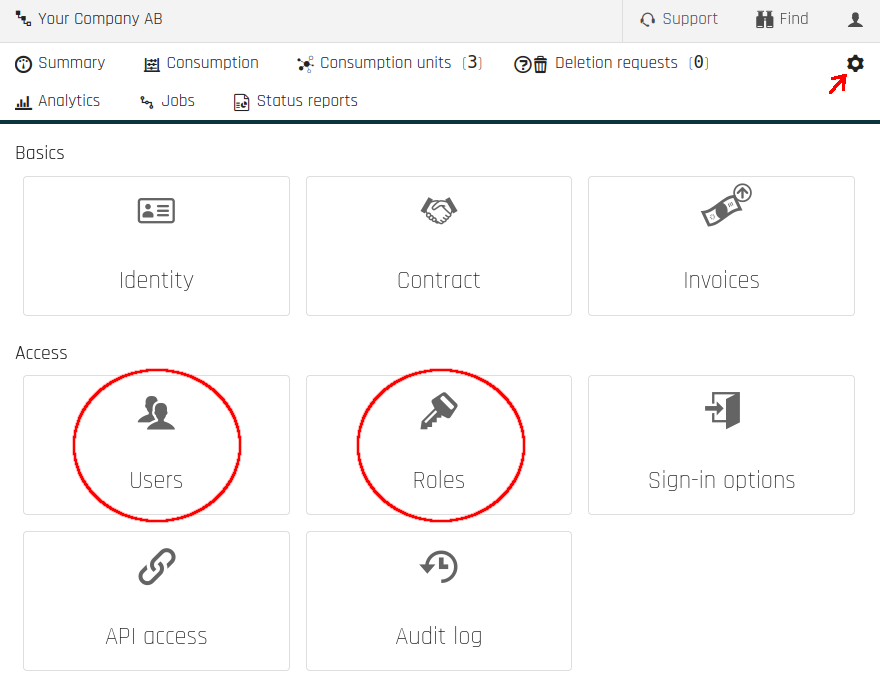 Your Company AB Support Find
Summary Consumption Consumption units (3) Deletion requests (0)
Analytics Jobs Status reports
Basics
Identity Contract Invoices
Access
Users Roles Sign-in options
API access Audit log